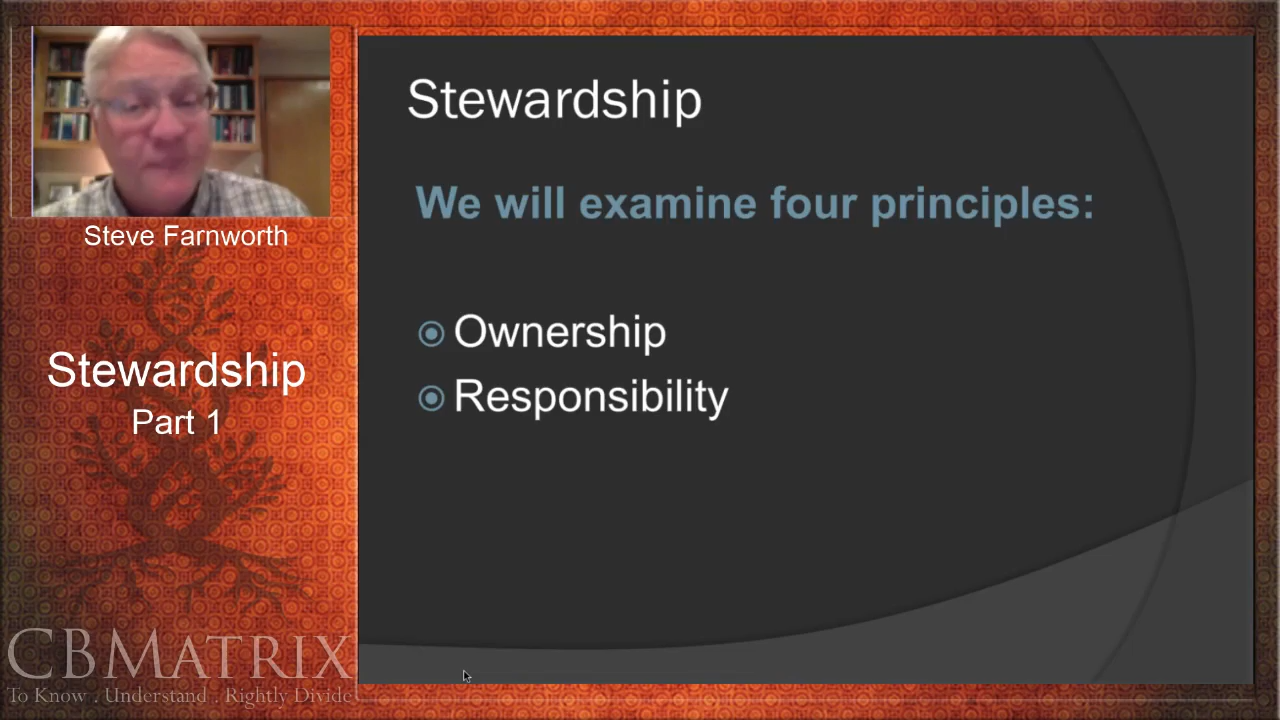 Steve Farnworth
Stewardship
Part 1
CBMATRIX
To Know . Understand . Rightly Divide
Stewardship
We will examine four principles:
Ownership
Responsibility